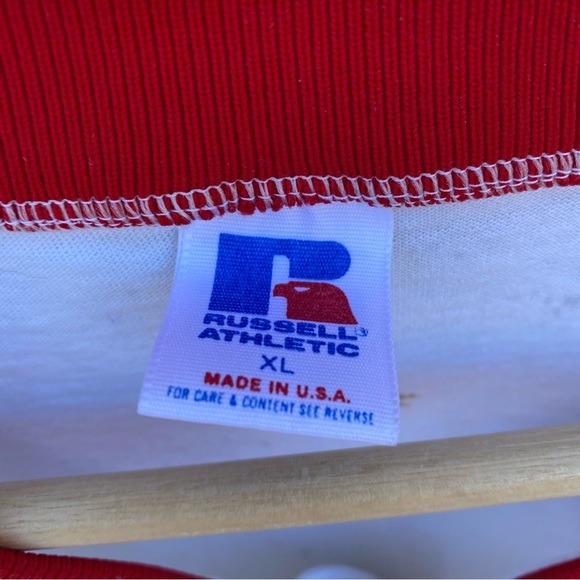 R
RUSSELL®
ATHLETIC
XL
MADE IN U.S.A.
FOR CARE & CONTENT SEE REVERSE